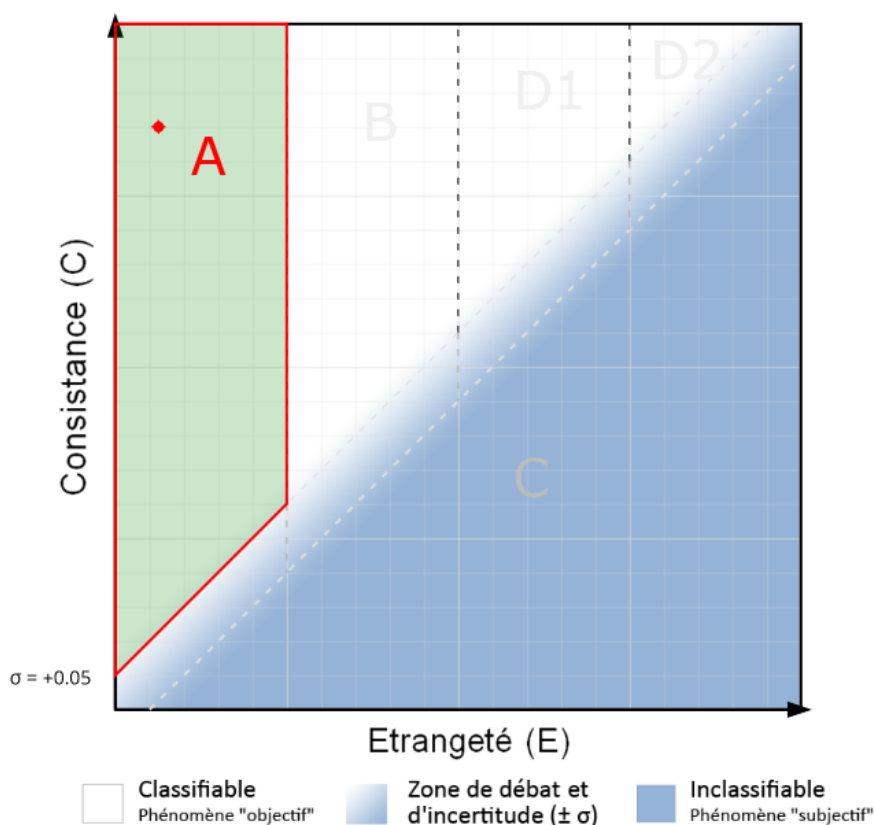 D2
D1
B
A
Consistance (C)
C
σ = +0.05
Etrangeté (E)
Classifiable
Phénomène "objectif"
Zone de débat et
d'incertitude (± σ)
Inclassifiable
Phénomène "subjectif"